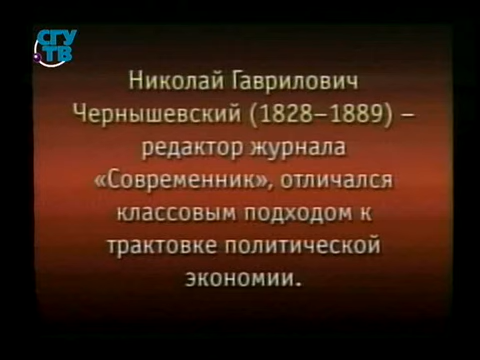 СГУ
ТВ
Николай Гаврилович
Чернышевский (1828–1889) –
редактор журнала
«Современник», отличался
классовым подходом к
трактовке политической
экономии.